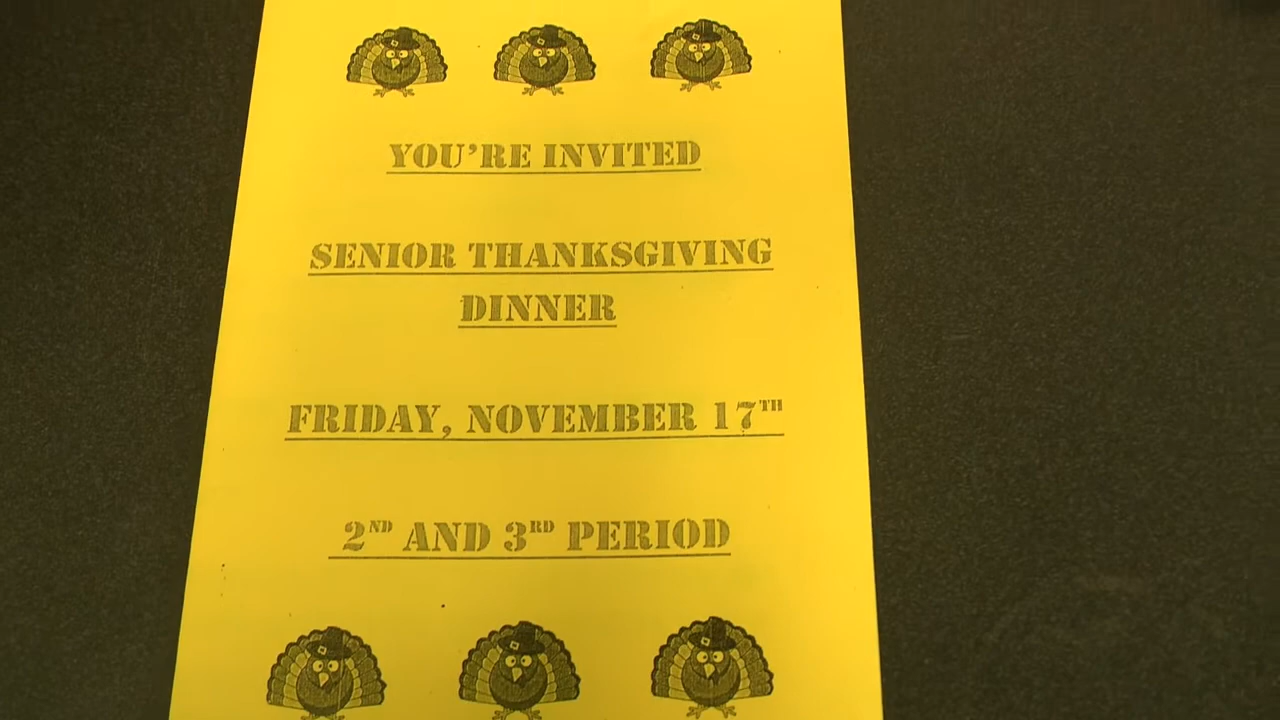 YOU'RE INVITED
SENIOR THANKSGIVING
DINNER
FRIDAY, NOVEMBER 17TH
2ND AND 3RD PERIOD